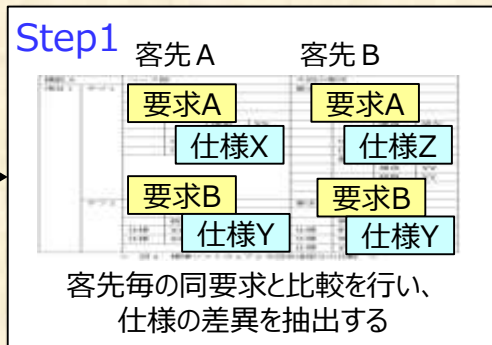 Step1
客先A 客先B
要求A 要求A
仕様X 仕様Z
要求B 要求B
仕様Y 仕様Y
客先毎の同要求と比較を行い、
仕様の差異を抽出する